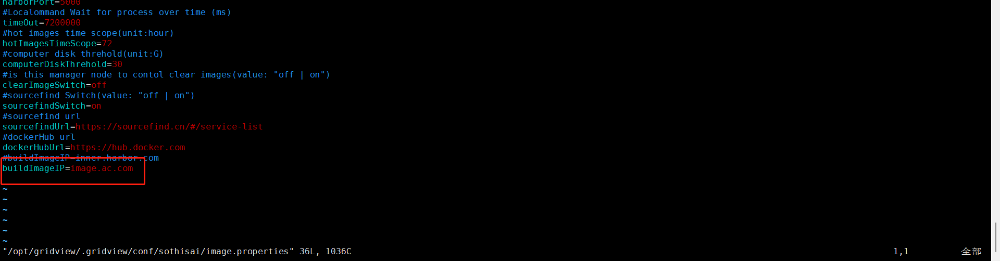 harborPort=5000
#Localommand Wait for process over time (ms)
timeOut=7200000
#hot images time scope(unit:hour)
hotImagesTimeScope=72
#computer disk threhold(unit:G)
computerDiskThrehold=30
#is this manager node to contol clear images(value: "off | on")
clearImageSwitch=off
#sourcefind Switch(value: "off | on")
sourcefindSwitch=on
#sourcefind url
sourcefindUrl=https://sourcefind.cn/#/service-list
#dockerHub url
dockerHubUrl=https://hub.docker.com
#buildImageIP=inner.harbor.com
buildImageIP=image.ac.com
~
~
~
~
~
~
"/opt/gridview/.gridview/conf/sothisai/image.properties" 36L, 1036C 1,1 全部